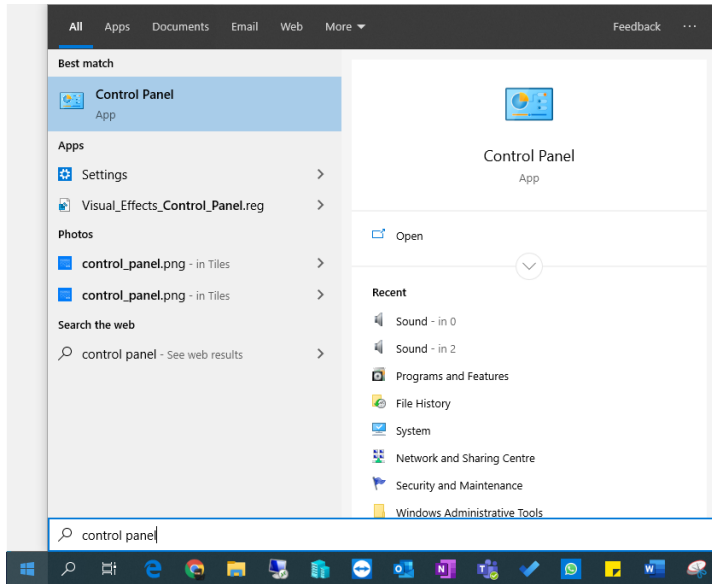 All Apps Documents Email Web More Feedback ...
Best match
Control Panel
App
Apps
Settings
Visual_Effects_Control_Panel.reg
Photos
control_panel.png - in Tiles
control_panel.png - in Tiles
Search the web
control panel - See web results
Control Panel
App
Open
Recent
Sound - in 0
Sound - in 2
Programs and Features
File History
System
Network and Sharing Centre
Security and Maintenance
Windows Administrative Tools
control panel